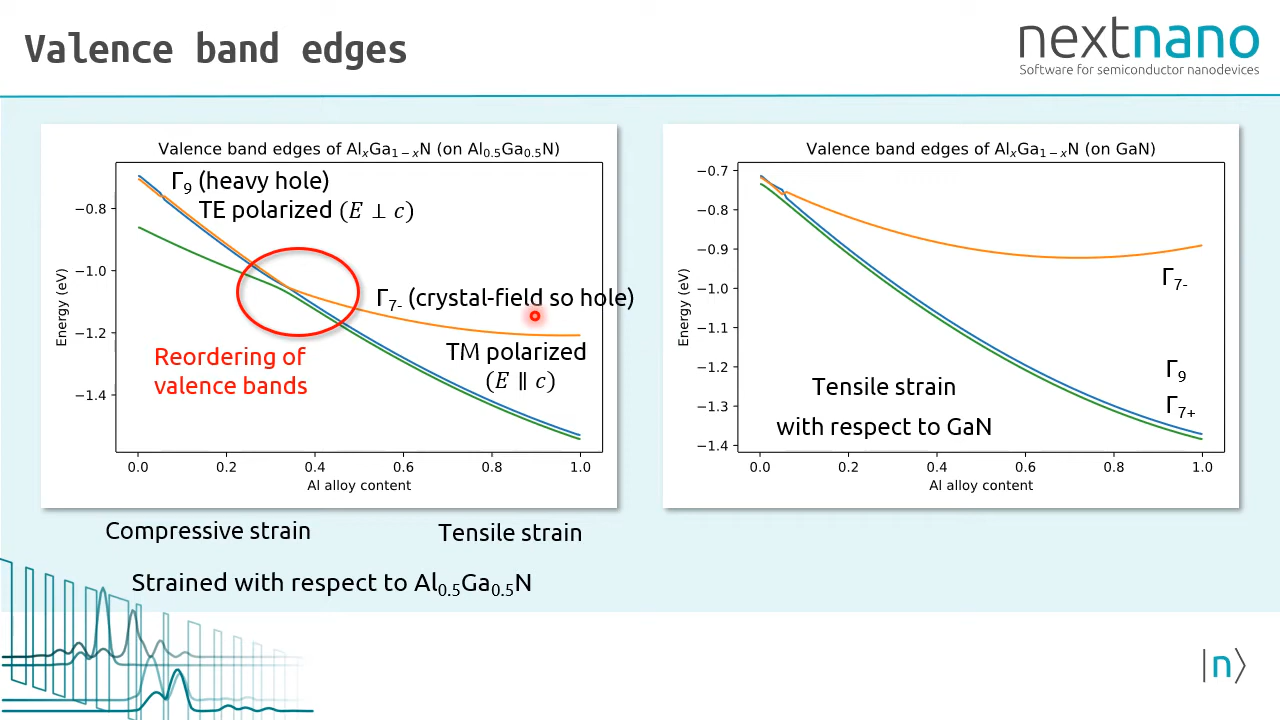 Valence band edges
nextnano
Software for semiconductor nanodevices
Valence band edges of AlₓGa₁₋ₓN (on Al₀.₅Ga₀.₅N)
Γ₉ (heavy hole)
TE polarized (E ⊥ c)
Γ₇₋ (crystal-field so hole)
TM polarized
(E ∥ c)
Reordering of
valence bands
Energy (eV)
−0.8
−1.0
−1.2
−1.4
0.0 0.2 0.4 0.6 0.8 1.0
Al alloy content
Valence band edges of AlₓGa₁₋ₓN (on GaN)
Energy (eV)
−0.7
−0.8
−0.9
−1.0
−1.1
−1.2
−1.3
−1.4
Γ₇₋
Γ₉
Γ₇₊
Tensile strain
with respect to GaN
0.0 0.2 0.4 0.6 0.8 1.0
Al alloy content
Compressive strain
Tensile strain
Strained with respect to Al₀.₅Ga₀.₅N
|n⟩